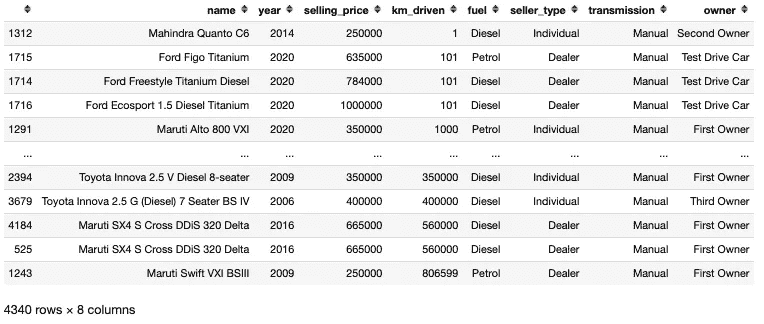 name year selling_price km_driven fuel seller_type transmission owner
1312 Mahindra Quanto C6 2014 250000 1 Diesel Individual Manual Second Owner
1715 Ford Figo Titanium 2020 635000 101 Petrol Dealer Manual Test Drive Car
1714 Ford Freestyle Titanium Diesel 2020 784000 101 Diesel Dealer Manual Test Drive Car
1716 Ford Ecosport 1.5 Diesel Titanium 2020 1000000 101 Diesel Dealer Manual Test Drive Car
1291 Maruti Alto 800 VXI 2020 350000 1000 Petrol Individual Manual First Owner
... ... ... ... ... ... ... ... ...
2394 Toyota Innova 2.5 V Diesel 8-seater 2009 350000 350000 Diesel Individual Manual First Owner
3679 Toyota Innova 2.5 G (Diesel) 7 Seater BS IV 2006 400000 400000 Diesel Individual Manual Third Owner
4184 Maruti SX4 S Cross DDiS 320 Delta 2016 665000 560000 Diesel Dealer Manual First Owner
525 Maruti SX4 S Cross DDiS 320 Delta 2016 665000 560000 Diesel Dealer Manual First Owner
1243 Maruti Swift VXI BSIII 2009 250000 806599 Petrol Dealer Manual First Owner
4340 rows × 8 columns